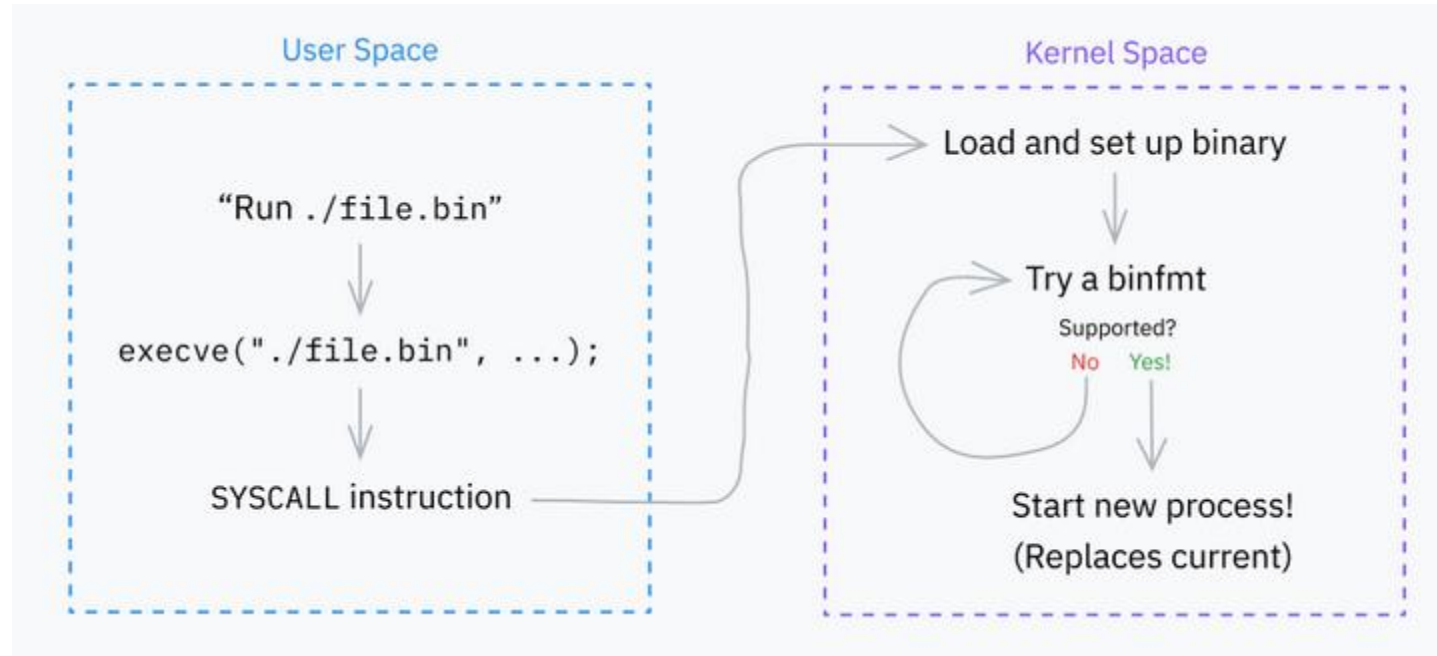 User Space
“Run ./file.bin”
execve("./file.bin", ...);
SYSCALL instruction
Kernel Space
Load and set up binary
Try a binfmt
Supported?
No Yes!
Start new process!
(Replaces current)